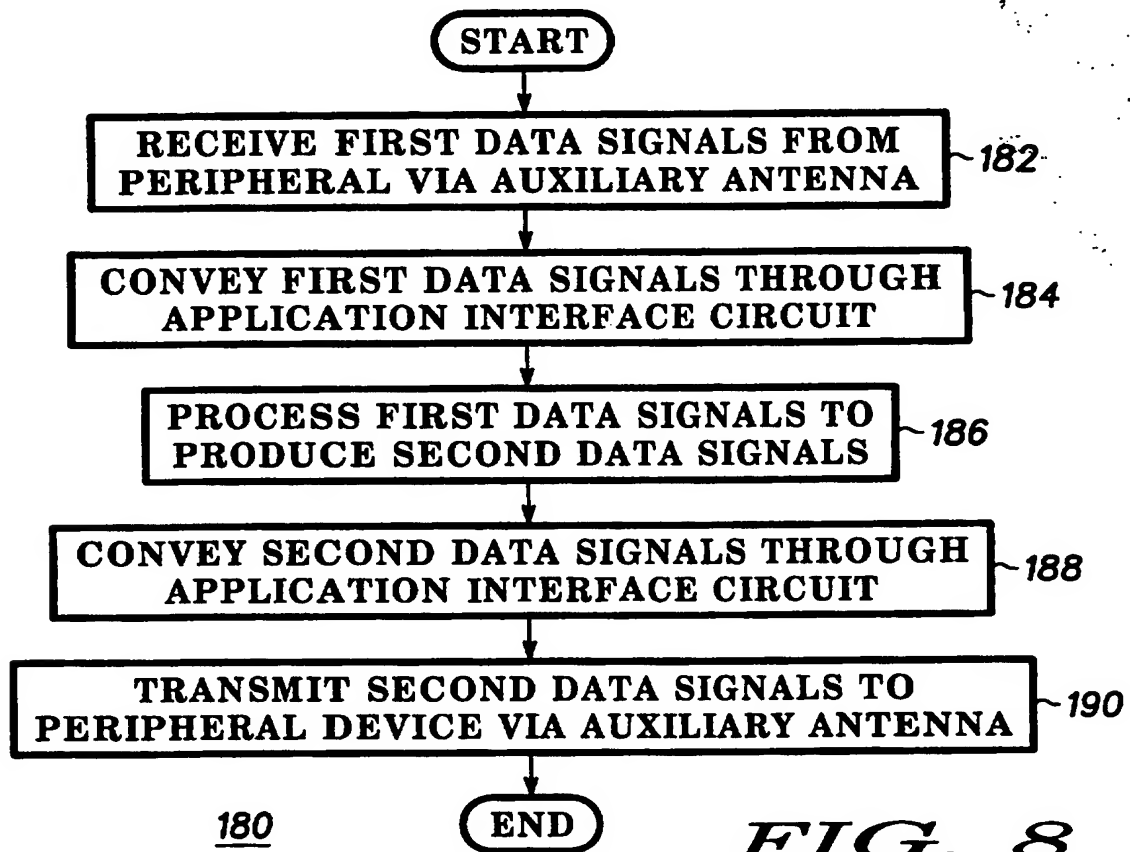 START
RECEIVE FIRST DATA SIGNALS FROM
PERIPHERAL VIA AUXILIARY ANTENNA
182
CONVEY FIRST DATA SIGNALS THROUGH
APPLICATION INTERFACE CIRCUIT
184
PROCESS FIRST DATA SIGNALS TO
PRODUCE SECOND DATA SIGNALS
186
CONVEY SECOND DATA SIGNALS THROUGH
APPLICATION INTERFACE CIRCUIT
188
TRANSMIT SECOND DATA SIGNALS TO
PERIPHERAL DEVICE VIA AUXILIARY ANTENNA
190
END
180
FIG. 8